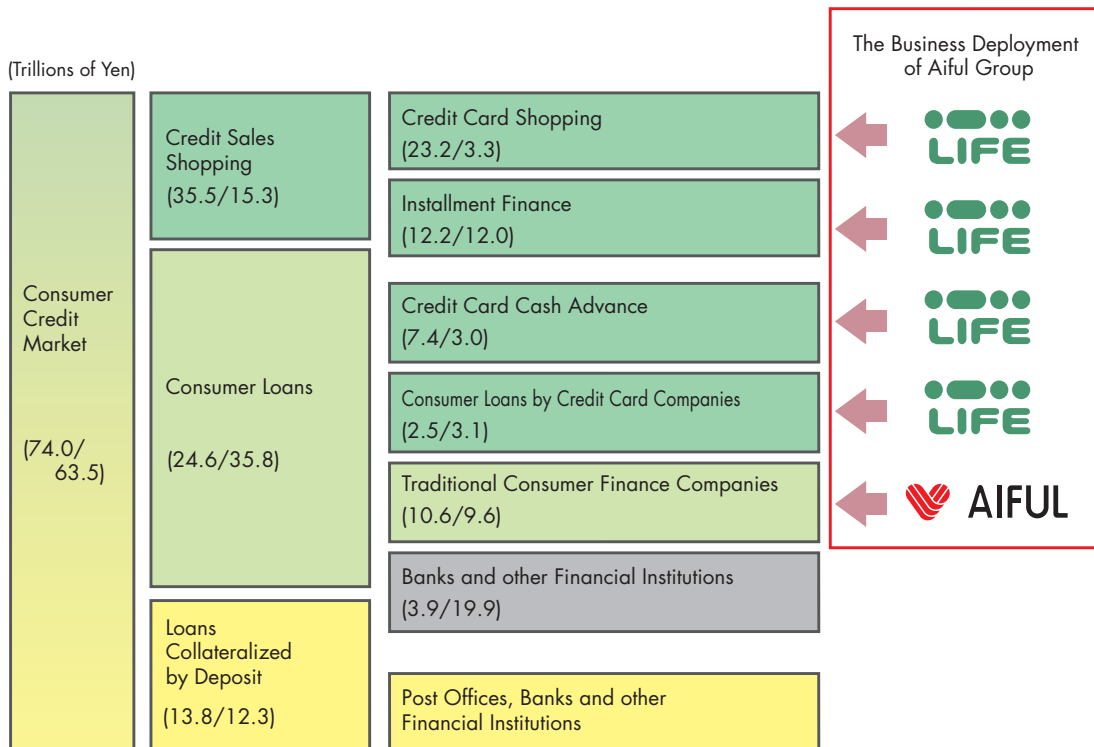 The Business Deployment
of Aiful Group
(Trillions of Yen)
Consumer
Credit
Market
(74.0/
63.5)
Credit Sales
Shopping
(35.5/15.3)
Consumer Loans
(24.6/35.8)
Loans
Collateralized
by Deposit
(13.8/12.3)
Credit Card Shopping
(23.2/3.3)
LIFE
Installment Finance
(12.2/12.0)
LIFE
Credit Card Cash Advance
(7.4/3.0)
LIFE
Consumer Loans by Credit Card Companies
(2.5/3.1)
LIFE
Traditional Consumer Finance Companies
(10.6/9.6)
AIFUL
Banks and other Financial Institutions
(3.9/19.9)
Post Offices, Banks and other
Financial Institutions